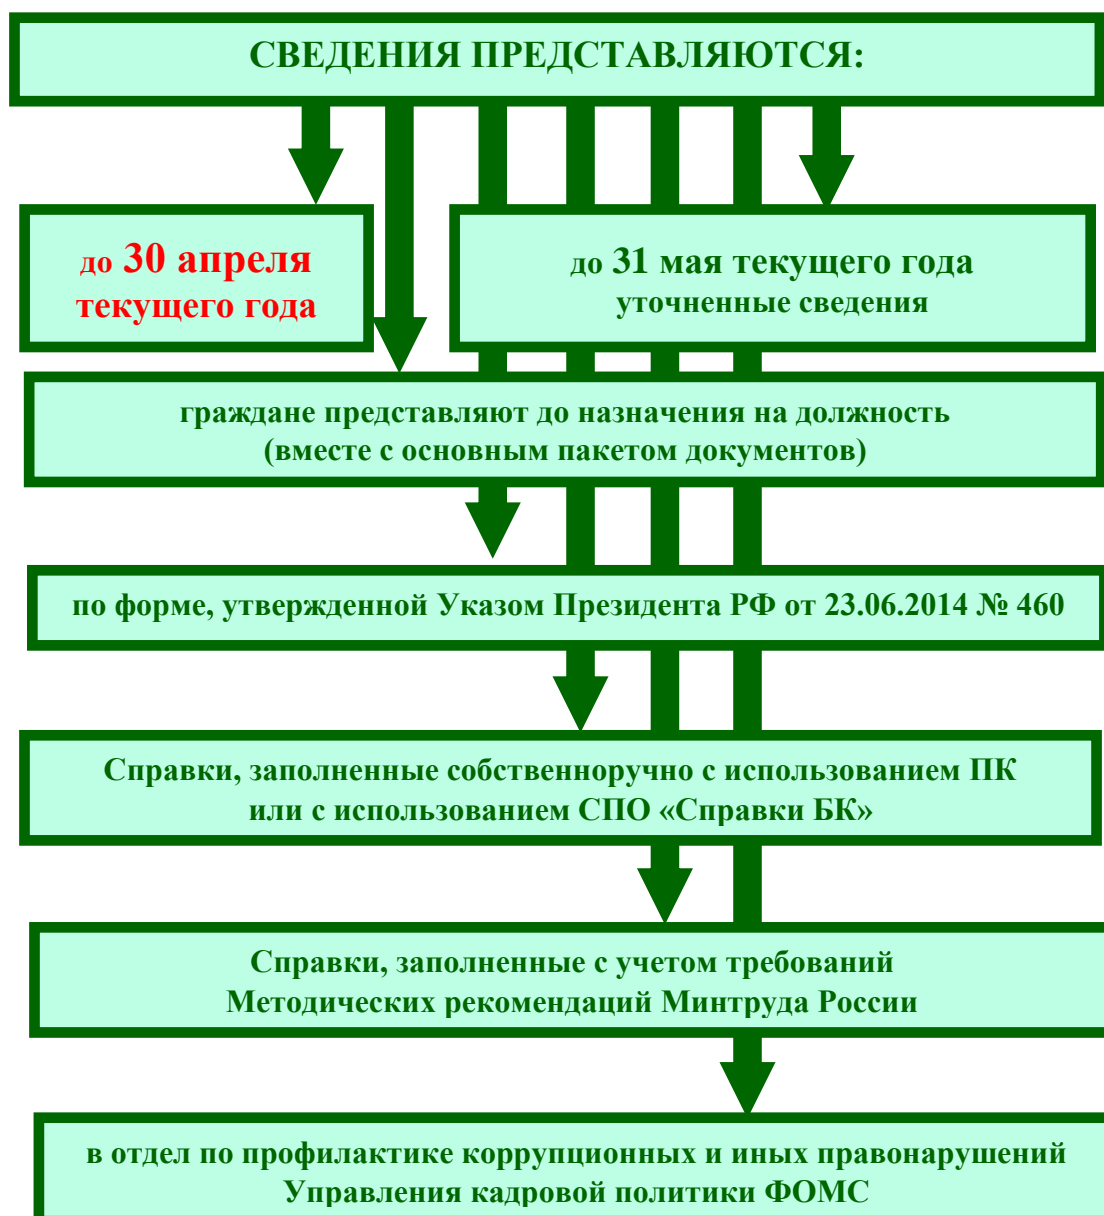 СВЕДЕНИЯ ПРЕДСТАВЛЯЮТСЯ:
до 30 апреля
текущего года
до 31 мая текущего года
уточненные сведения
граждане представляют до назначения на должность
(вместе с основным пакетом документов)
по форме, утвержденной Указом Президента РФ от 23.06.2014 № 460
Справки, заполненные собственноручно с использованием ПК
или с использованием СПО «Справки БК»
Справки, заполненные с учетом требований
Методических рекомендаций Минтруда России
в отдел по профилактике коррупционных и иных правонарушений
Управления кадровой политики ФОМС